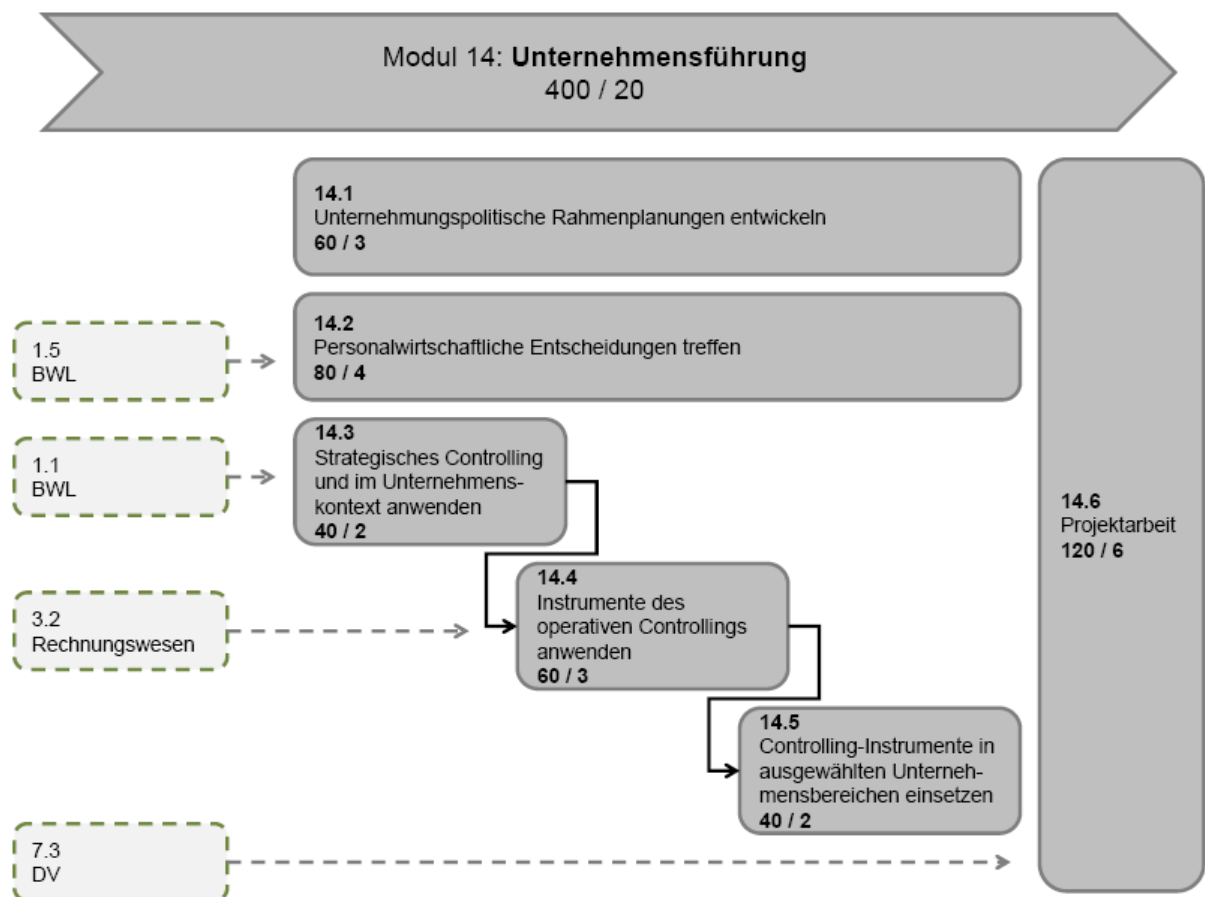 Modul 14: Unternehmensführung
400 / 20
14.1
Unternehmungspolitische Rahmenplanungen entwickeln
60 / 3
1.5
BWL
14.2
Personalwirtschaftliche Entscheidungen treffen
80 / 4
1.1
BWL
14.3
Strategisches Controlling
und im Unternehmens-
kontext anwenden
40 / 2
3.2
Rechnungswesen
14.4
Instrumente des
operativen Controllings
anwenden
60 / 3
14.5
Controlling-Instrumente in
ausgewählten Unterneh-
mensbereichen einsetzen
40 / 2
7.3
DV
14.6
Projektarbeit
120 / 6